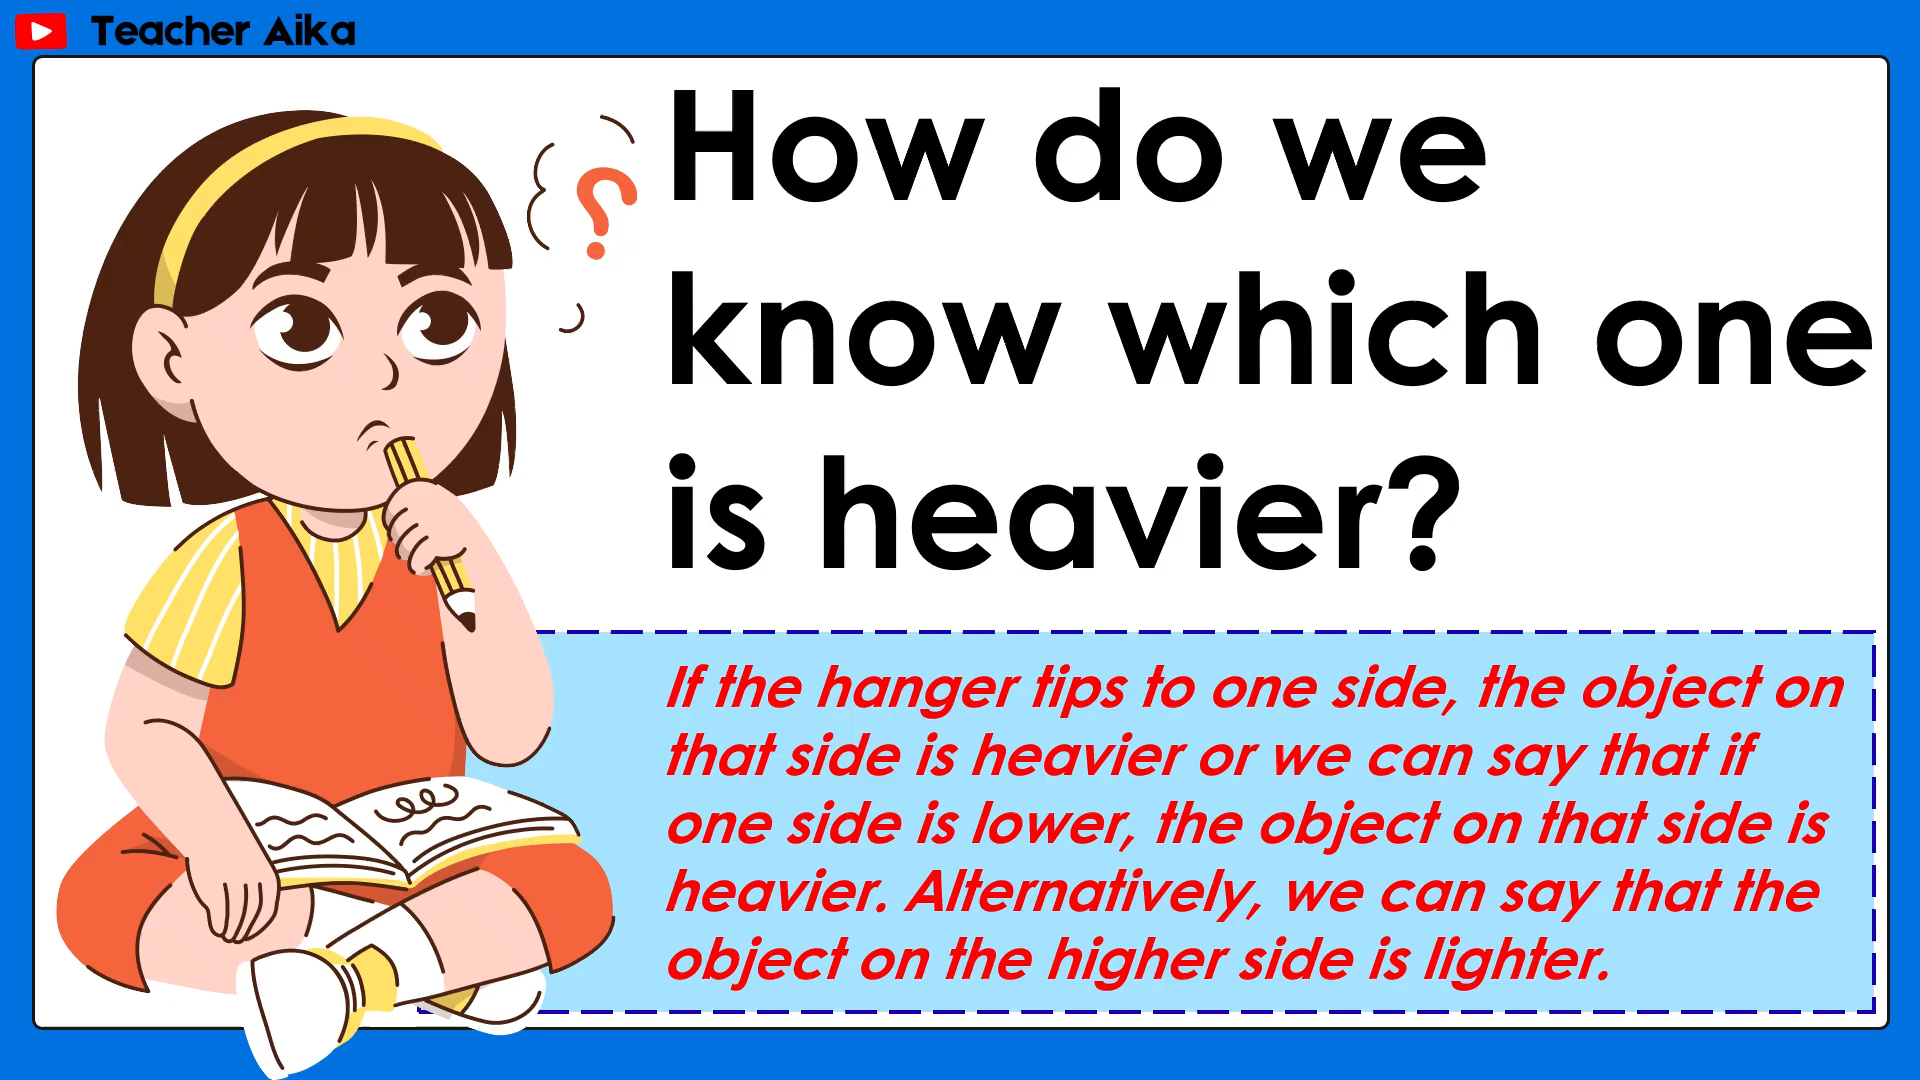 Teacher Aika
How do we
know which one
is heavier?
If the hanger tips to one side, the object on
that side is heavier or we can say that if
one side is lower, the object on that side is
heavier. Alternatively, we can say that the
object on the higher side is lighter.
?